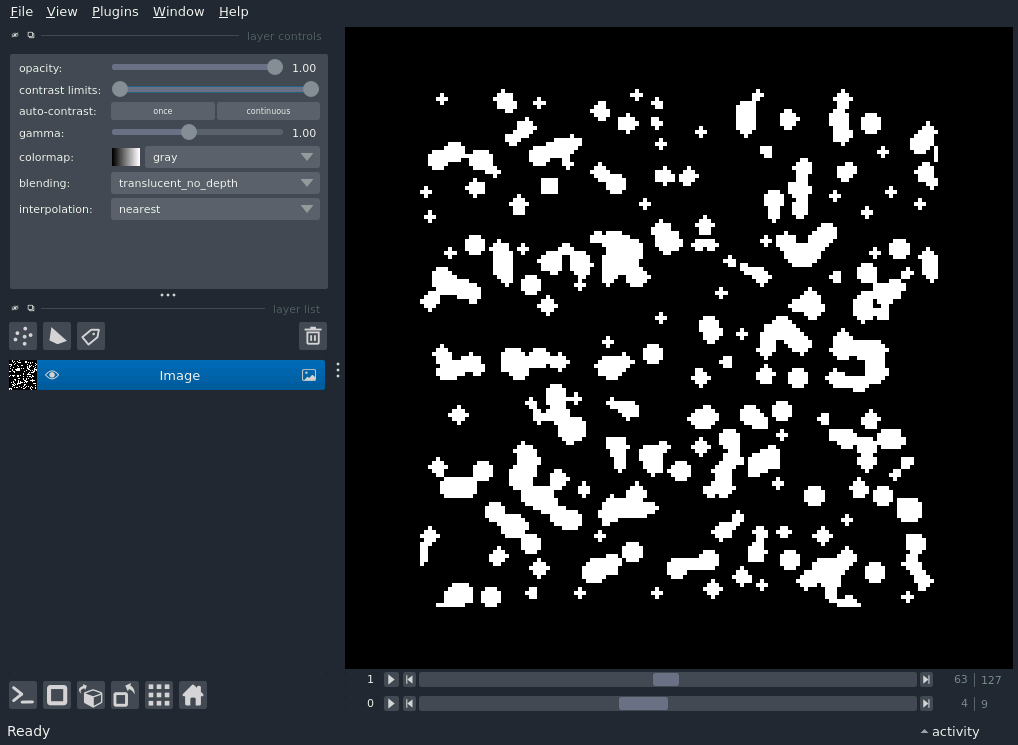 File View Plugins Window Help
layer controls
opacity: 1.00
contrast limits:
auto-contrast: once continuous
gamma: 1.00
colormap: gray
blending: translucent_no_depth
interpolation: nearest
layer list
Image
1 63 127
0 4 9
Ready activity